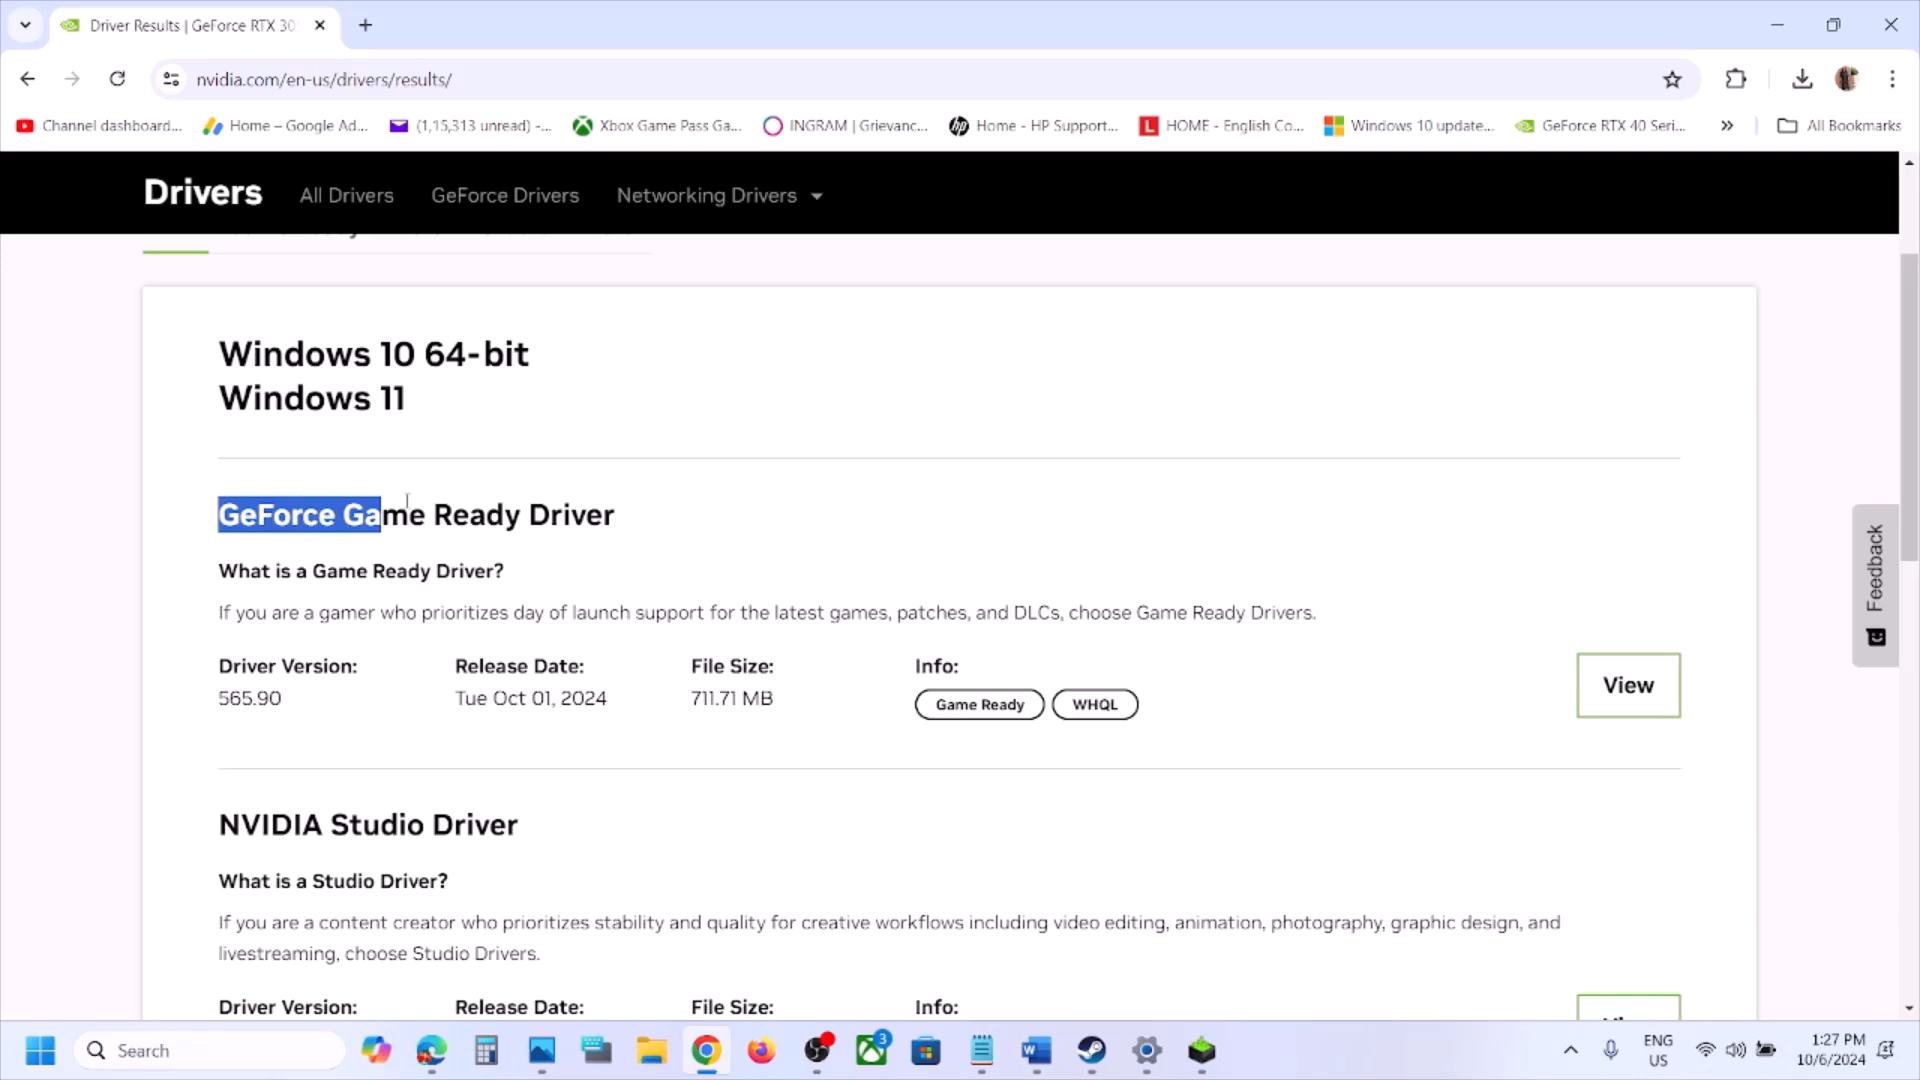 Driver Results | GeForce RTX 30
nvidia.com/en-us/drivers/results/
Channel dashboard...
Home – Google Ad...
(1,15,313 unread) -...
Xbox Game Pass Ga...
INGRAM | Grievanc...
Home - HP Support...
HOME - English Co...
Windows 10 update...
GeForce RTX 40 Seri...
All Bookmarks
Drivers
All Drivers
GeForce Drivers
Networking Drivers
Windows 10 64-bit
Windows 11
GeForce Game Ready Driver
What is a Game Ready Driver?
If you are a gamer who prioritizes day of launch support for the latest games, patches, and DLCs, choose Game Ready Drivers.
Driver Version: Release Date: File Size: Info:
565.90 Tue Oct 01, 2024 711.71 MB Game Ready WHQL
View
Feedback
NVIDIA Studio Driver
What is a Studio Driver?
If you are a content creator who prioritizes stability and quality for creative workflows including video editing, animation, photography, graphic design, and
livestreaming, choose Studio Drivers.
Driver Version: Release Date: File Size: Info:
Search
3
ENG
US
1:27 PM
10/6/2024